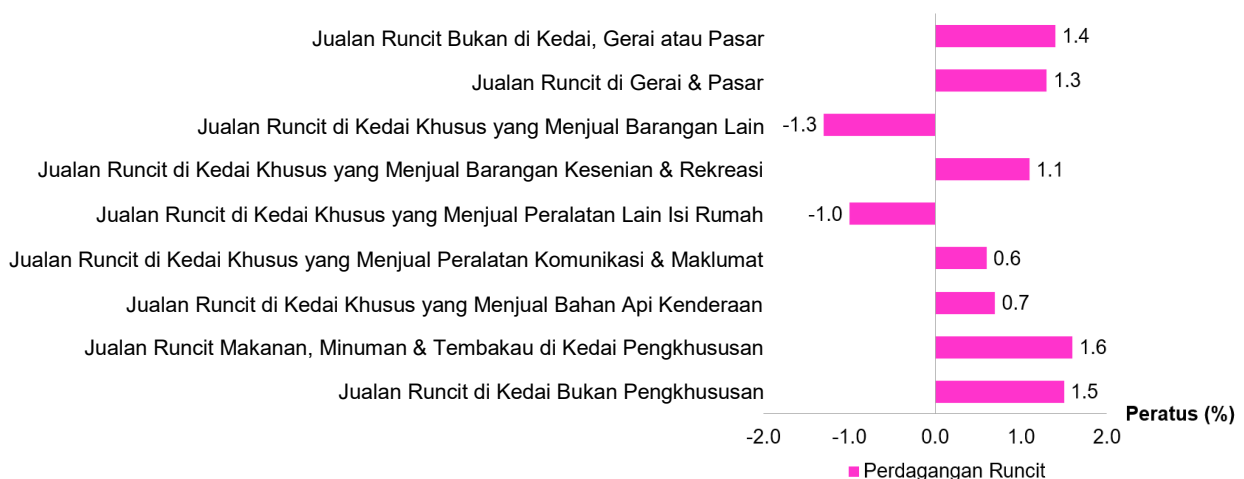 Jualan Runcit Bukan di Kedai, Gerai atau Pasar 1.4
Jualan Runcit di Gerai & Pasar 1.3
Jualan Runcit di Kedai Khusus yang Menjual Barangan Lain -1.3
Jualan Runcit di Kedai Khusus yang Menjual Barangan Kesenian & Rekreasi 1.1
Jualan Runcit di Kedai Khusus yang Menjual Peralatan Lain Isi Rumah -1.0
Jualan Runcit di Kedai Khusus yang Menjual Peralatan Komunikasi & Maklumat 0.6
Jualan Runcit di Kedai Khusus yang Menjual Bahan Api Kenderaan 0.7
Jualan Runcit Makanan, Minuman & Tembakau di Kedai Pengkhususan 1.6
Jualan Runcit di Kedai Bukan Pengkhususan 1.5
Peratus (%)
-2.0 -1.0 0.0 1.0 2.0
Perdagangan Runcit